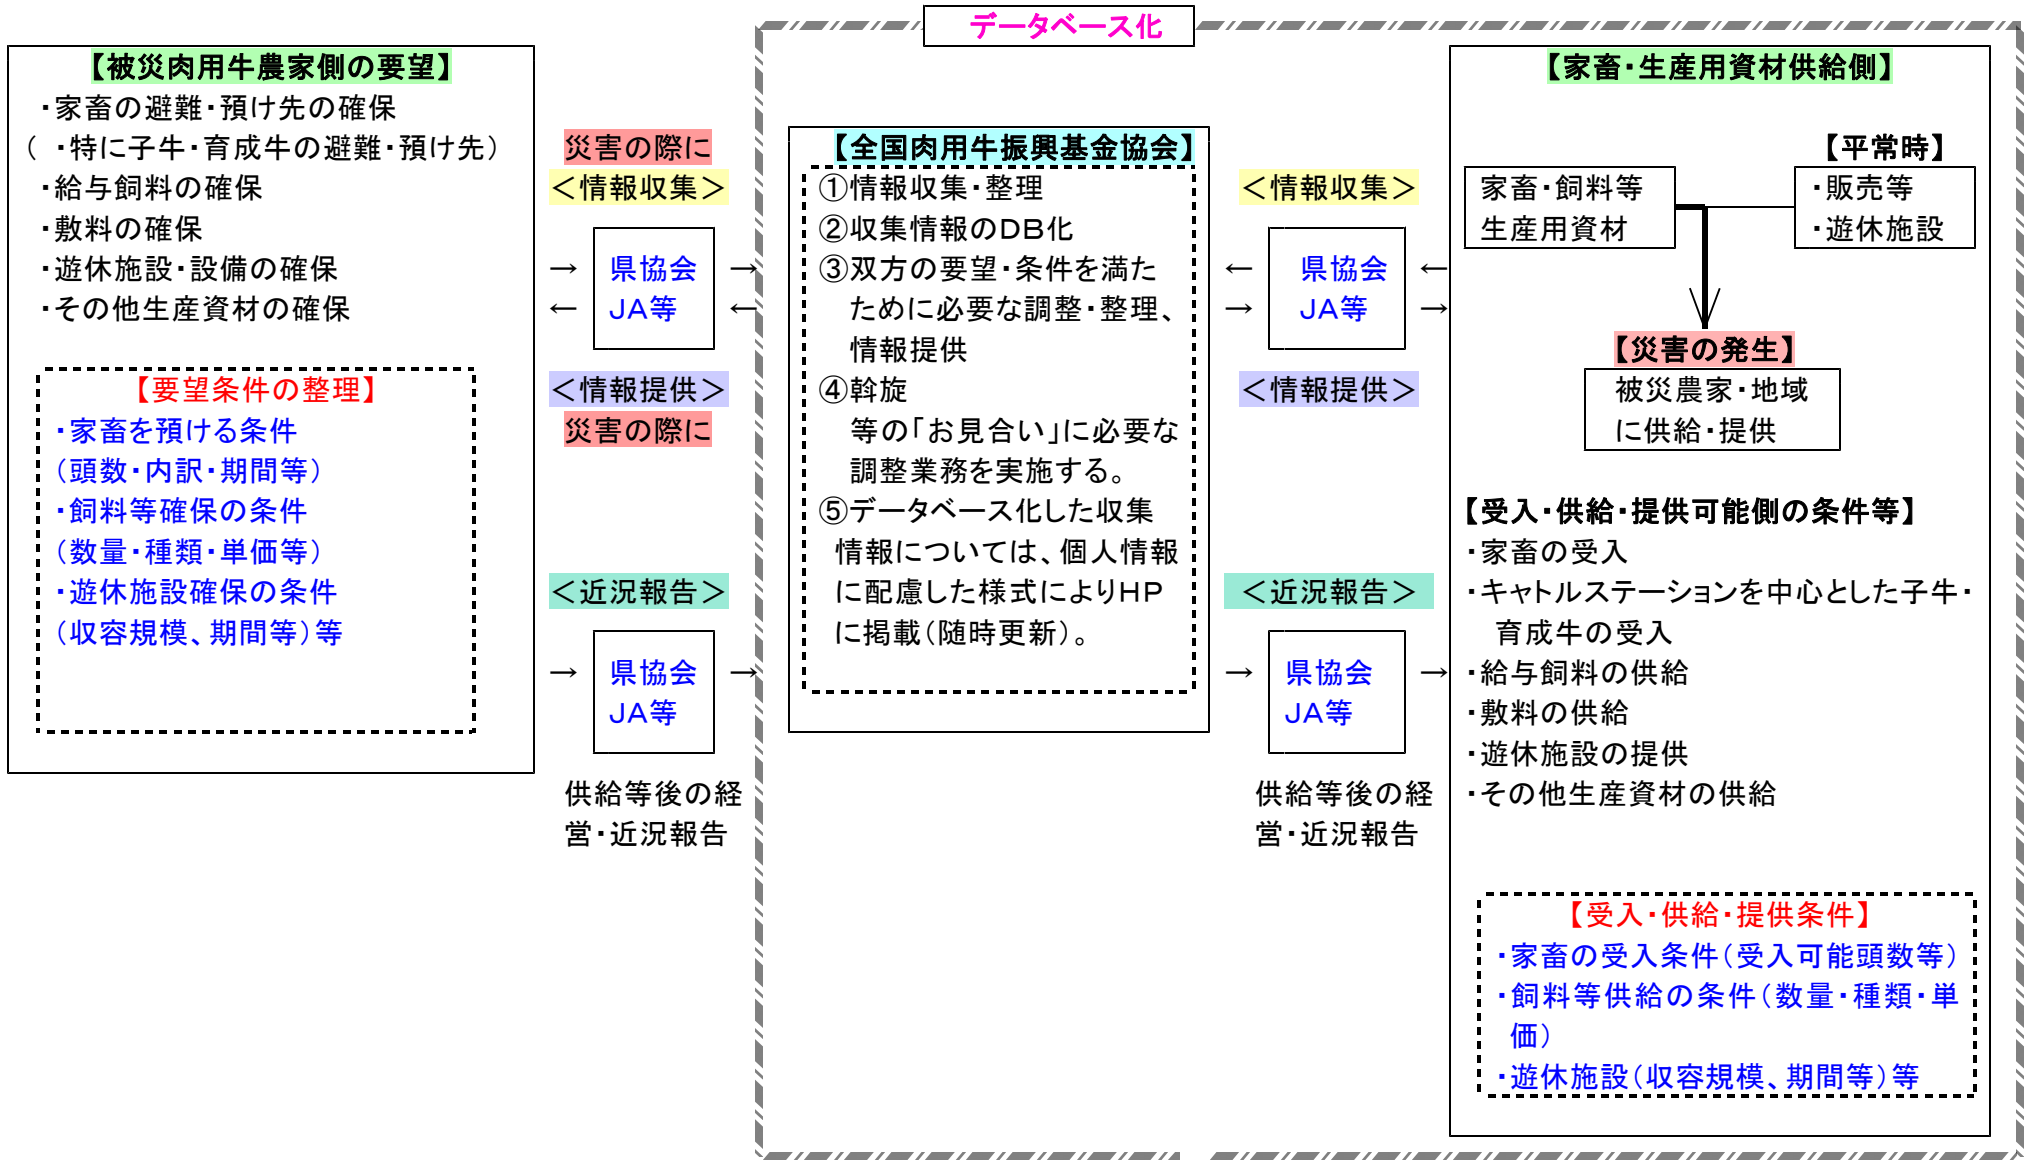 データベース化
【被災肉用牛農家側の要望】
・家畜の避難・預け先の確保
（ ・特に子牛・育成牛の避難・預け先）
・給与飼料の確保
・敷料の確保
・遊休施設・設備の確保
・その他生産資材の確保
【要望条件の整理】
・家畜を預ける条件
（頭数・内訳・期間等）
・飼料等確保の条件
（数量・種類・単価等）
・遊休施設確保の条件
（収容規模、期間等）等
災害の際に
＜情報収集＞
→ 県協会 →
← ＪＡ等 ←
＜情報提供＞
災害の際に
＜近況報告＞
→ 県協会 →
ＪＡ等
供給等後の経
営・近況報告
【全国肉用牛振興基金協会】
①情報収集・整理
②収集情報のＤＢ化
③双方の要望・条件を満た
ために必要な調整・整理、
情報提供
④斡旋
等の「お見合い」に必要な
調整業務を実施する。
⑤データベース化した収集
情報については、個人情報
に配慮した様式によりＨＰ
に掲載（随時更新）。
＜情報収集＞
← 県協会 ←
→ ＪＡ等 →
＜情報提供＞
＜近況報告＞
→ 県協会 →
ＪＡ等
供給等後の経
営・近況報告
【家畜・生産用資材供給側】
【平常時】
家畜・飼料等
生産用資材
・販売等
・遊休施設
【災害の発生】
被災農家・地域
に供給・提供
【受入・供給・提供可能側の条件等】
・家畜の受入
・キャトルステーションを中心とした子牛・
育成牛の受入
・給与飼料の供給
・敷料の供給
・遊休施設の提供
・その他生産資材の供給
【受入・供給・提供条件】
・家畜の受入条件（受入可能頭数等）
・飼料等供給の条件（数量・種類・単
価）
・遊休施設（収容規模、期間等）等